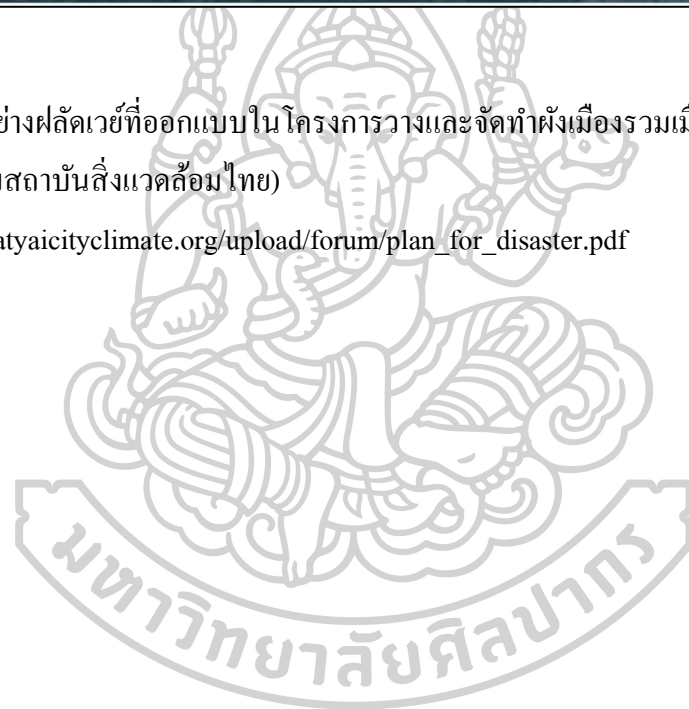 ย่างฝลัดเวย์ที่ออกแบบในโครงการวางและจัดทำผังเมืองรวมเมื
งสถาบันสิ่งแวดล้อมไทย)
atyaicityclimate.org/upload/forum/plan_for_disaster.pdf
มหาวิทยาลัยศิลปากร